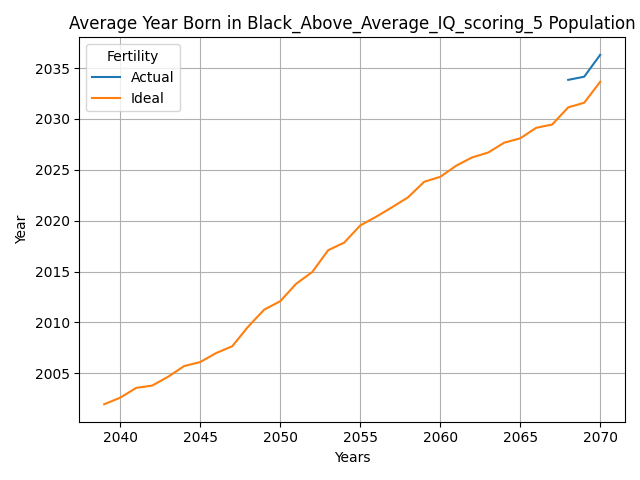 Average Year Born in Black_Above_Average_IQ_scoring_5 Population
Fertility
Actual
Ideal
2035
2030
2025
2020
2015
2010
2005
Year
2040 2045 2050 2055 2060 2065 2070
Years